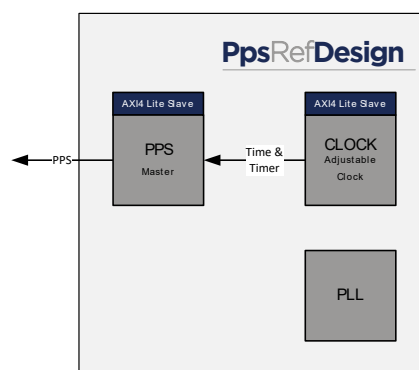 PpsRefDesign
AXI4 Lite Slave
PPS
Master
PPS
Time &
Timer
AXI4 Lite Slave
CLOCK
Adjustable
Clock
PLL